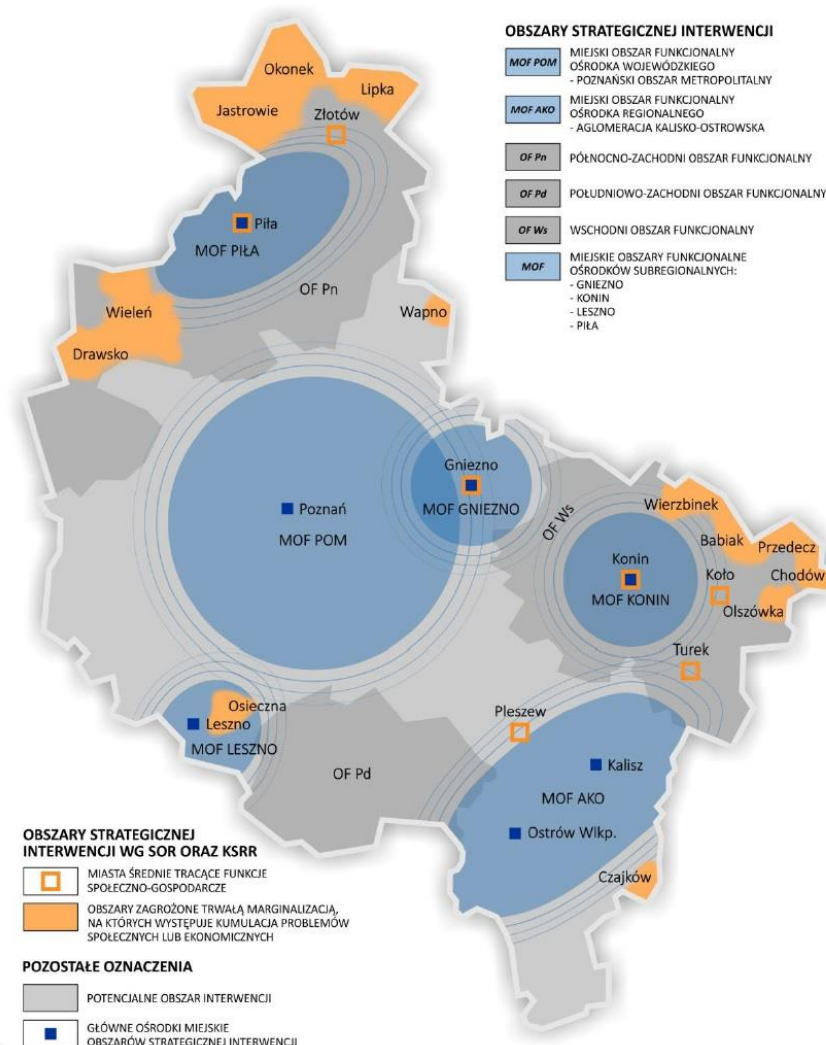 OBSZARY STRATEGICZNEJ INTERWENCJI
MOF POM
MIEJSKI OBSZAR FUNKCJONALNY
OŚRODKA WOJEWÓDZKIEGO
- POZNAŃSKI OBSZAR METROPOLITALNY
MOF AKO
MIEJSKI OBSZAR FUNKCJONALNY
OŚRODKA REGIONALNEGO
- AGLOMERACJA KALISKO-OSTROWSKA
OF Pn
PÓŁNOCNO-ZACHODNI OBSZAR FUNKCJONALNY
OF Pd
POŁUDNIOWO-ZACHODNI OBSZAR FUNKCJONALNY
OF Ws
WSCHODNI OBSZAR FUNKCJONALNY
MOF
MIEJSKIE OBSZARY FUNKCJONALNE
OŚRODKÓW SUBREGIONALNYCH:
- GNIEZNO
- KONIN
- LESZNO
- PIŁA
Okonek
Lipka
Jastrowie
Złotów
Piła
MOF PIŁA
OF Pn
Wieleń
Wapno
Drawsko
Gniezno
MOF GNIEZNO
Poznań
MOF POM
OF Ws
Wierzbinek
Babiak
Przedecz
Konin
Koło
Chodów
MOF KONIN
Olszówka
Turek
Osieczna
Leszno
MOF LESZNO
Pleszew
OF Pd
Kalisz
MOF AKO
Ostrów Wlkp.
Czajków
OBSZARY STRATEGICZNEJ
INTERWENCJI WG SOR ORAZ KSRR
MIASTA ŚREDNIE TRACĄCE FUNKCJE
SPOŁECZNO-GOSPODARCZE
OBSZARY ZAGROŻONE TRWAŁĄ MARGINALIZACJĄ,
NA KTÓRYCH WYSTĘPUJE KUMULACJA PROBLEMÓW
SPOŁECZNYCH LUB EKONOMICZNYCH
POZOSTAŁE OZNACZENIA
POTENCJALNE OBSZAR INTERWENCJI
GŁÓWNE OŚRODKI MIEJSKIE
OBSZARÓW STRATEGICZNEJ INTERWENCJI